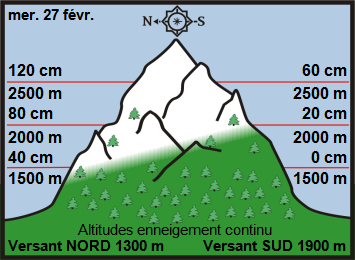 mer. 27 févr.
N S
120 cm 60 cm
2500 m 2500 m
80 cm 20 cm
2000 m 2000 m
40 cm 0 cm
1500 m 1500 m
Altitudes enneigement continu
Versant NORD 1300 m Versant SUD 1900 m